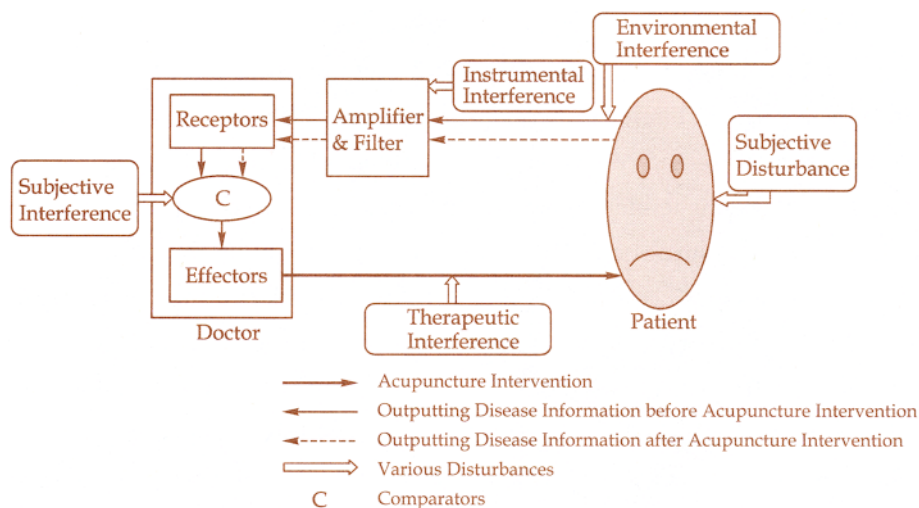 Environmental
Interference
Instrumental
Interference
Receptors
Amplifier
& Filter
Subjective
Disturbance
Subjective
Interference
C
Effectors
Doctor
Therapeutic
Interference
Patient
Acupuncture Intervention
Outputting Disease Information before Acupuncture Intervention
Outputting Disease Information after Acupuncture Intervention
Various Disturbances
C Comparators